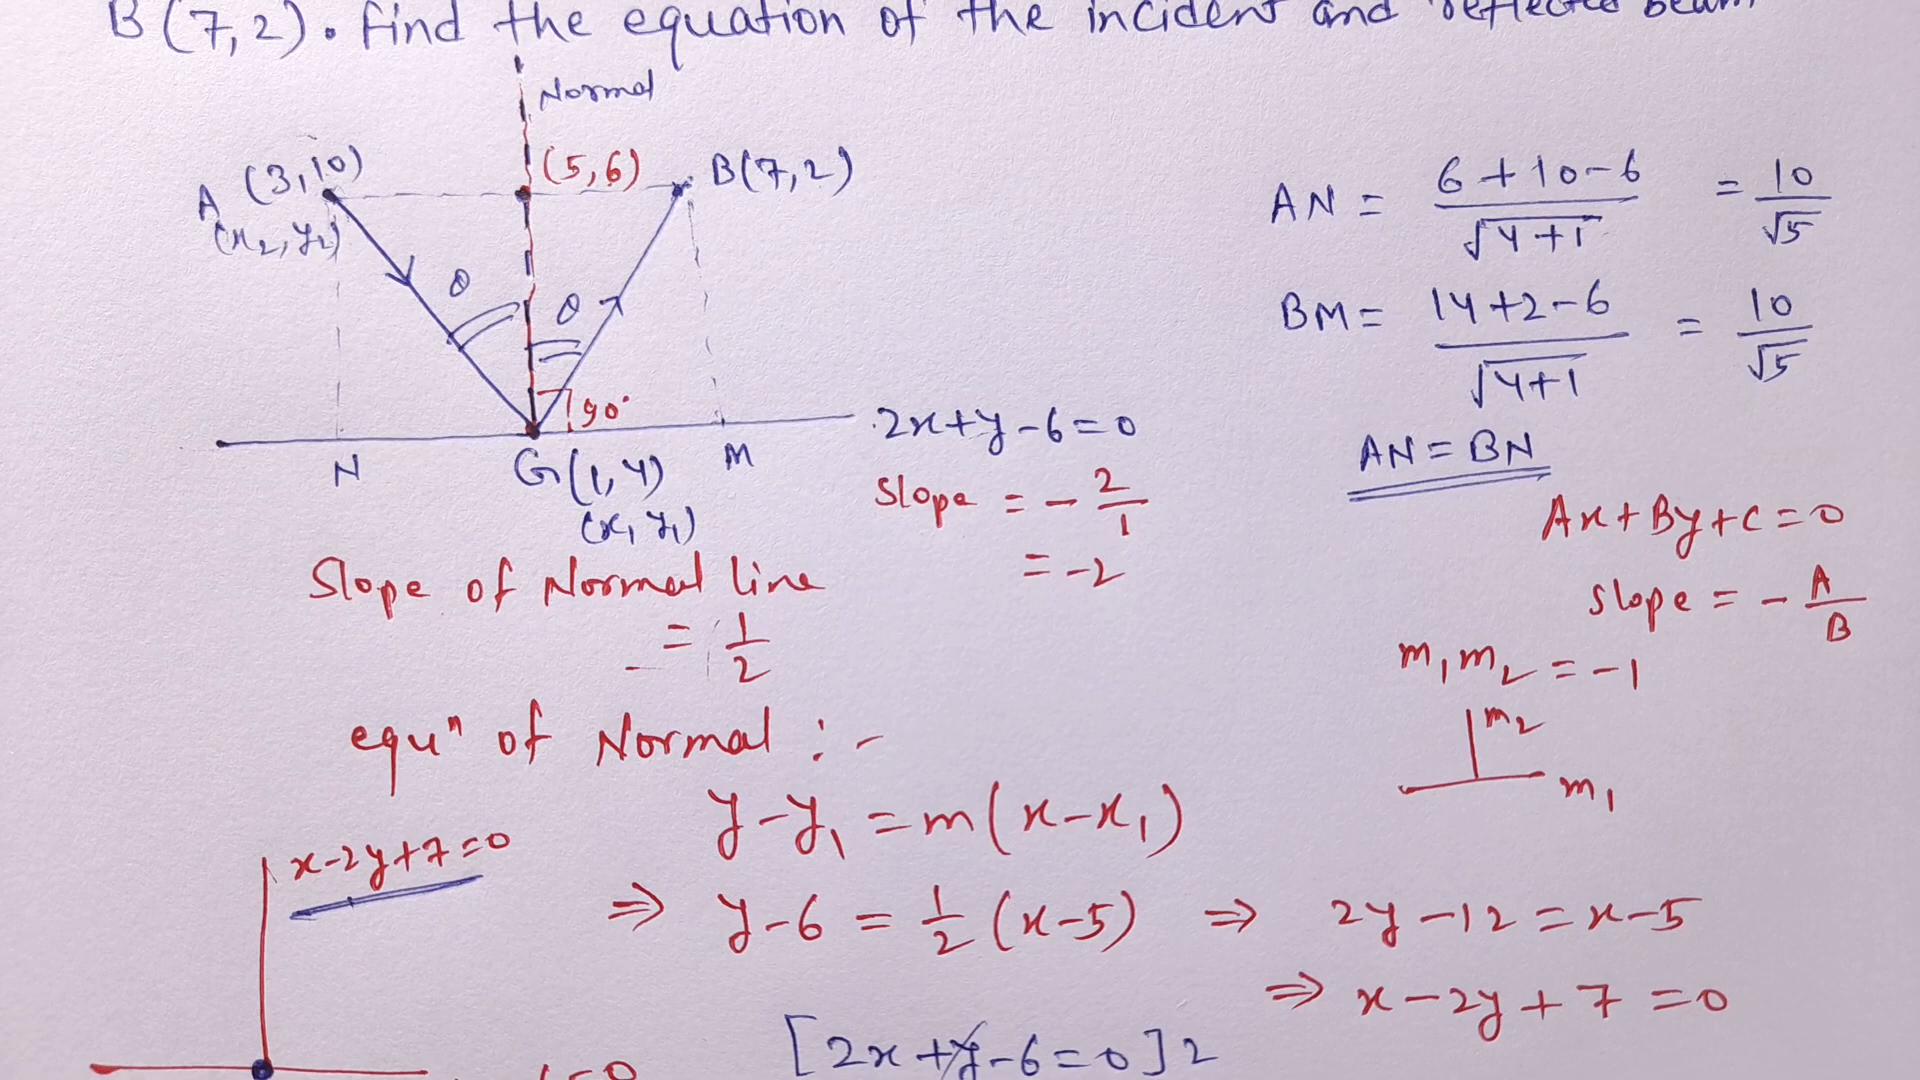 B(7,2). Find the equation of the incident and reflected beam
Normal
A (3,10)
(x2, y2)
(5,6)
B(7,2)
θ
θ
90°
2x+y-6=0
N
G(1,4)
(x1 y1)
M
Slope = - 2/1
= -2
Slope of Normal line
= 1/2
AN = 6+10-6/√4+1 = 10/√5
BM = 14+2-6/√4+1 = 10/√5
AN = BN
Ax+By+C=0
Slope = - A/B
m1 m2 = -1
m2
m1
equⁿ of Normal :-
y-y1 = m(x-x1)
x-2y+7=0
⇒ y-6 = 1/2 (x-5) ⇒ 2y-12 = x-5
⇒ x-2y+7=0
[2x+y-6=0]2